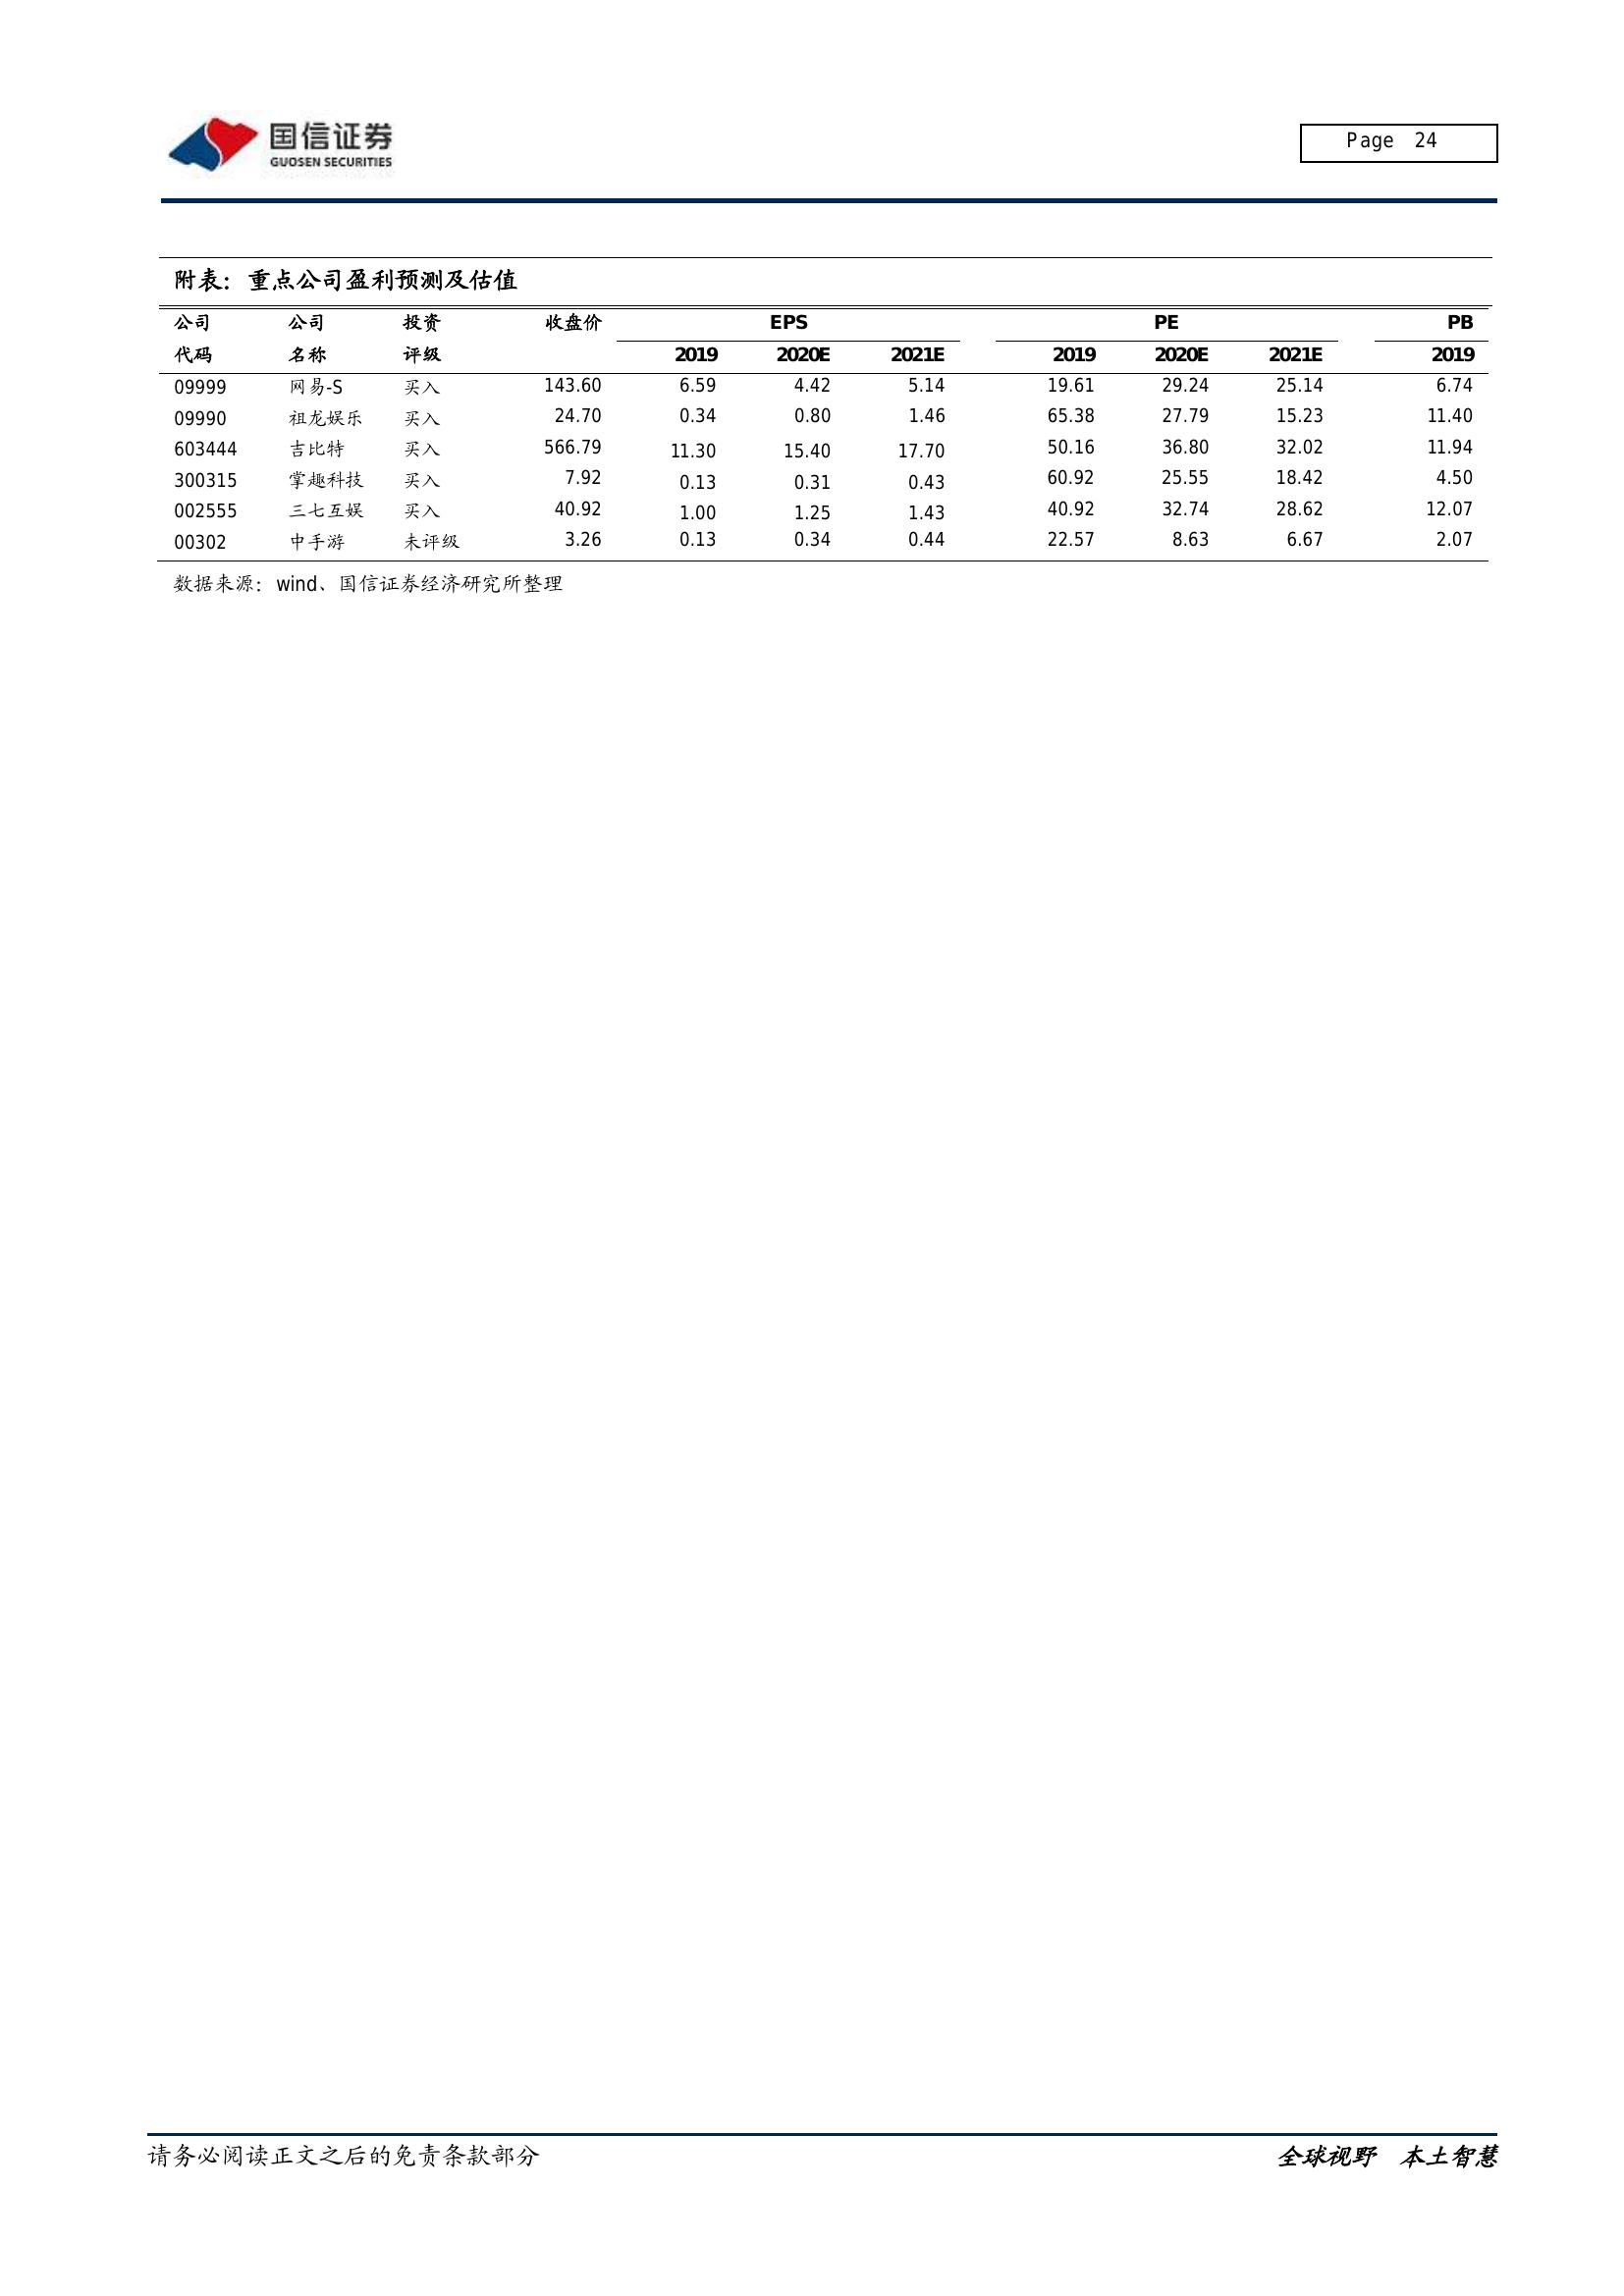 国信证券
GUOSEN SECURITIES
Page 24
附表：重点公司盈利预测及估值
公司 公司 投资 收盘价 EPS PE PB
代码 名称 评级 2019 2020E 2021E 2019 2020E 2021E 2019
09999 网易-S 买入 143.60 6.59 4.42 5.14 19.61 29.24 25.14 6.74
09990 祖龙娱乐 买入 24.70 0.34 0.80 1.46 65.38 27.79 15.23 11.40
603444 吉比特 买入 566.79 11.30 15.40 17.70 50.16 36.80 32.02 11.94
300315 掌趣科技 买入 7.92 0.13 0.31 0.43 60.92 25.55 18.42 4.50
002555 三七互娱 买入 40.92 1.00 1.25 1.43 40.92 32.74 28.62 12.07
00302 中手游 未评级 3.26 0.13 0.34 0.44 22.57 8.63 6.67 2.07
数据来源：wind、国信证券经济研究所整理
请务必阅读正文之后的免责条款部分
全球视野 本土智慧